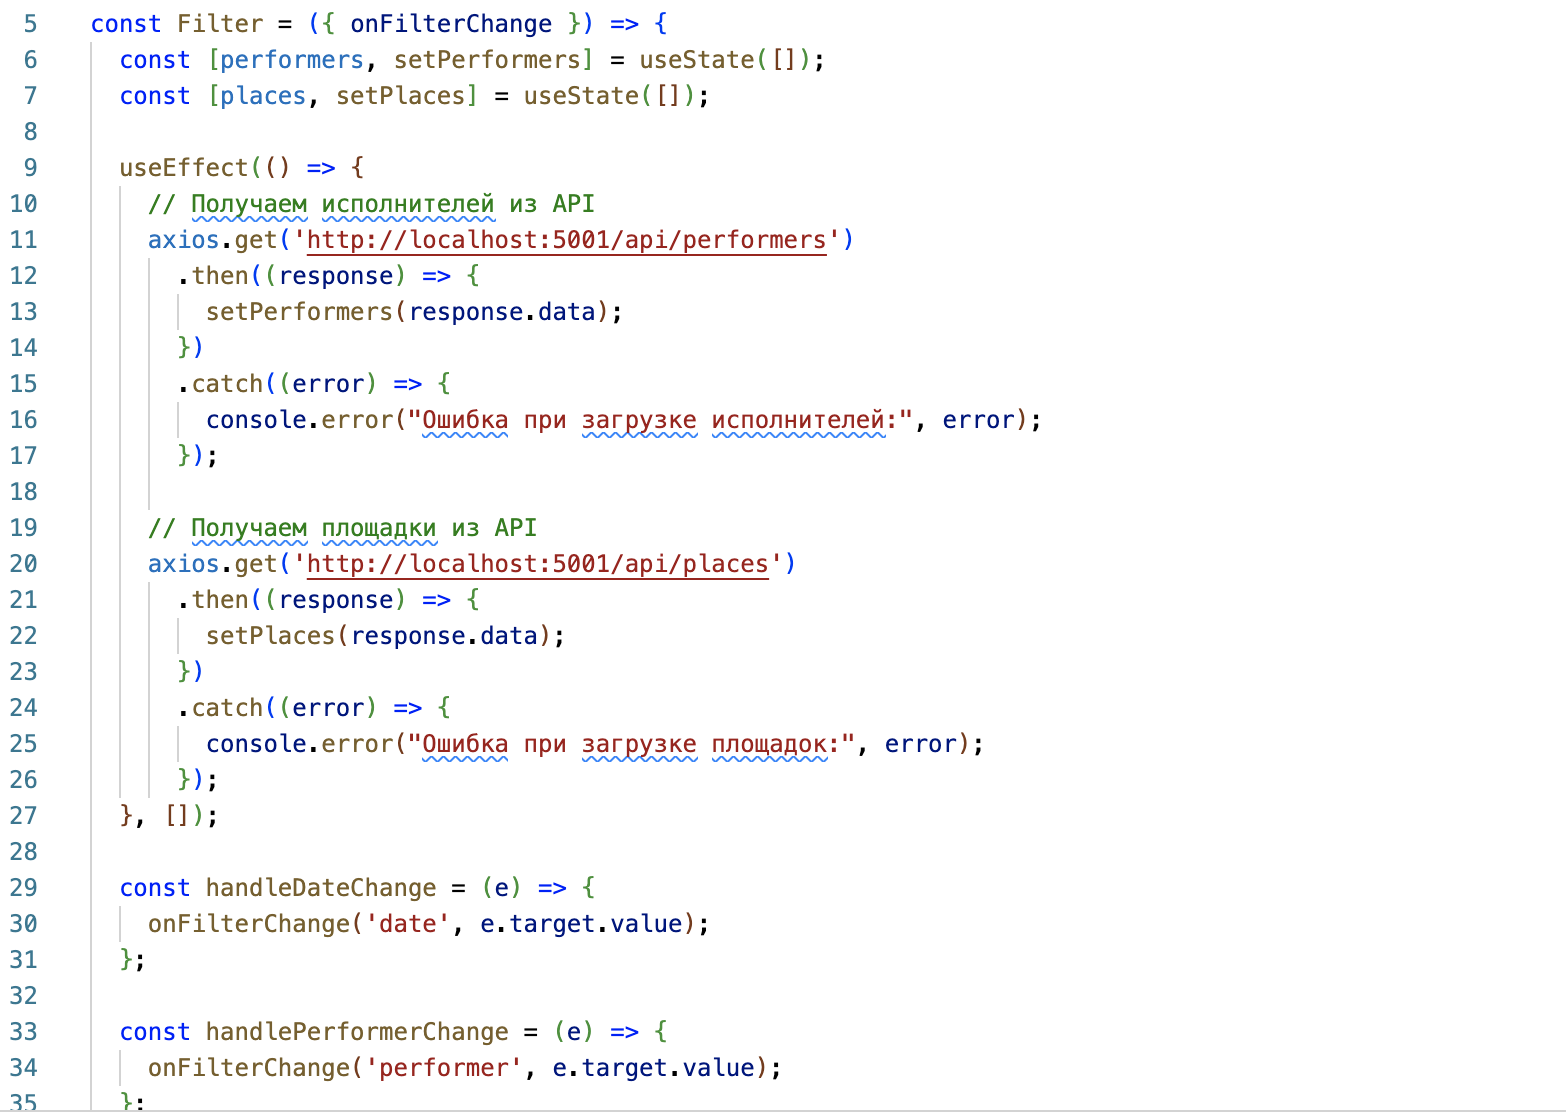 5 const Filter = ({ onFilterChange }) => {
6 const [performers, setPerformers] = useState([]);
7 const [places, setPlaces] = useState([]);
8
9 useEffect(() => {
10 // Получаем исполнителей из API
11 axios.get('http://localhost:5001/api/performers')
12 .then((response) => {
13 setPerformers(response.data);
14 })
15 .catch((error) => {
16 console.error("Ошибка при загрузке исполнителей:", error);
17 });
18
19 // Получаем площадки из API
20 axios.get('http://localhost:5001/api/places')
21 .then((response) => {
22 setPlaces(response.data);
23 })
24 .catch((error) => {
25 console.error("Ошибка при загрузке площадок:", error);
26 });
27 }, []);
28
29 const handleDateChange = (e) => {
30 onFilterChange('date', e.target.value);
31 };
32
33 const handlePerformerChange = (e) => {
34 onFilterChange('performer', e.target.value);
35 };